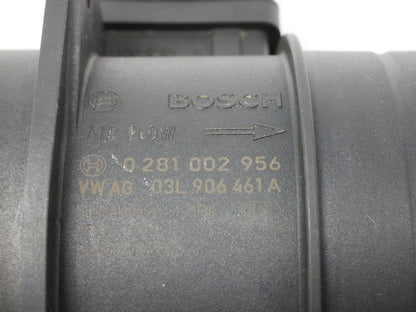 BOSCH
AIR FLOW
0 281 002 956
VW AG 03L 906 461 A